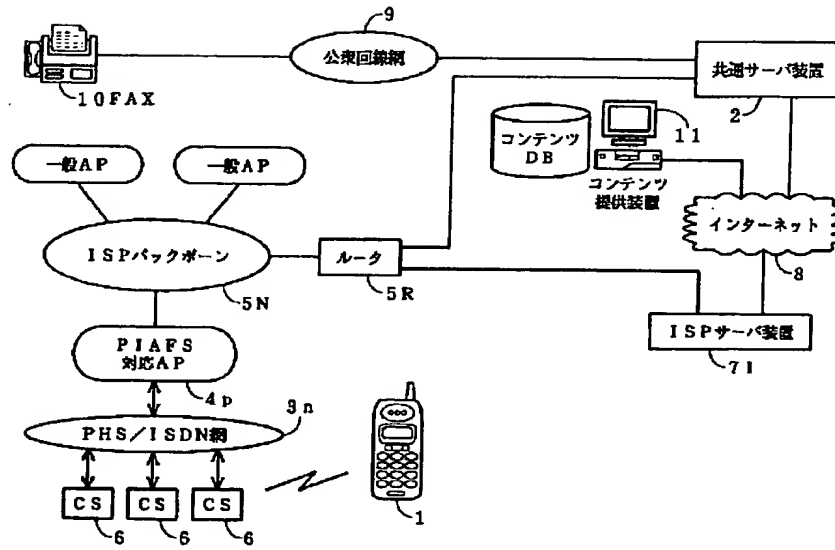 9
公衆回線網
共通サーバ装置
2
10FAX
11
コンテンツ
DB
コンテンツ
提供装置
一般AP
一般AP
インターネット
8
ISPバックボーン
5N
ルータ
5R
ISPサーバ装置
71
PIAFS
対応AP
4p
3n
PHS/ISDN網
CS
CS
CS
6
6
6
1